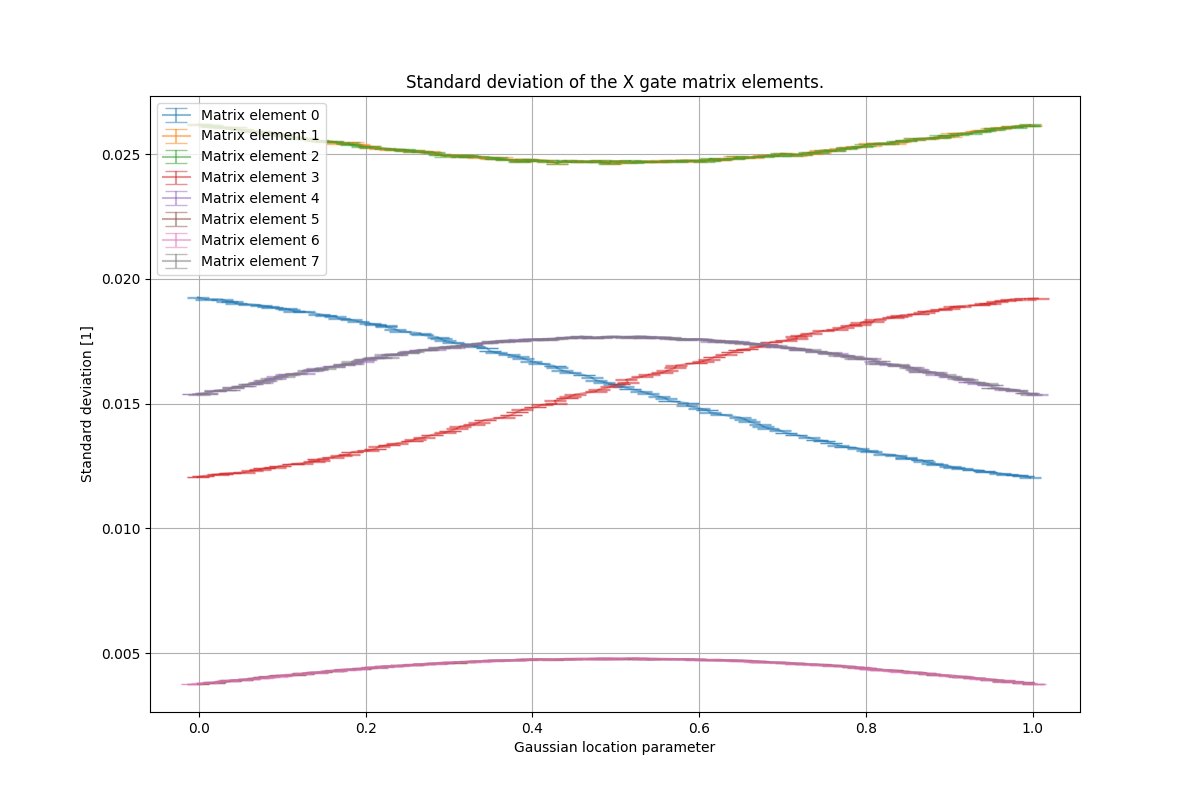 Standard deviation of the X gate matrix elements.
Matrix element 0
Matrix element 1
Matrix element 2
Matrix element 3
Matrix element 4
Matrix element 5
Matrix element 6
Matrix element 7
0.025
0.020
0.015
0.010
0.005
Standard deviation [1]
0.0 0.2 0.4 0.6 0.8 1.0
Gaussian location parameter